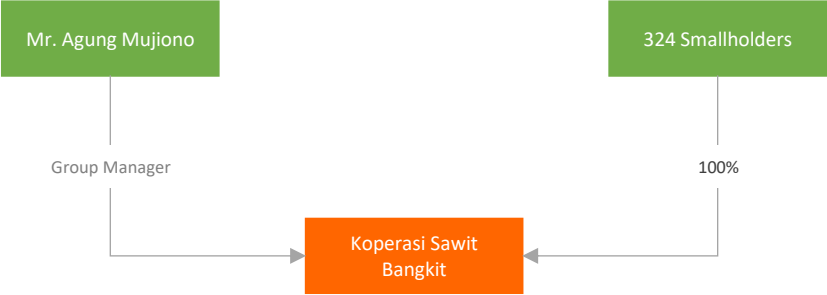 Mr. Agung Mujiono
324 Smallholders
Group Manager
100%
Koperasi Sawit
Bangkit